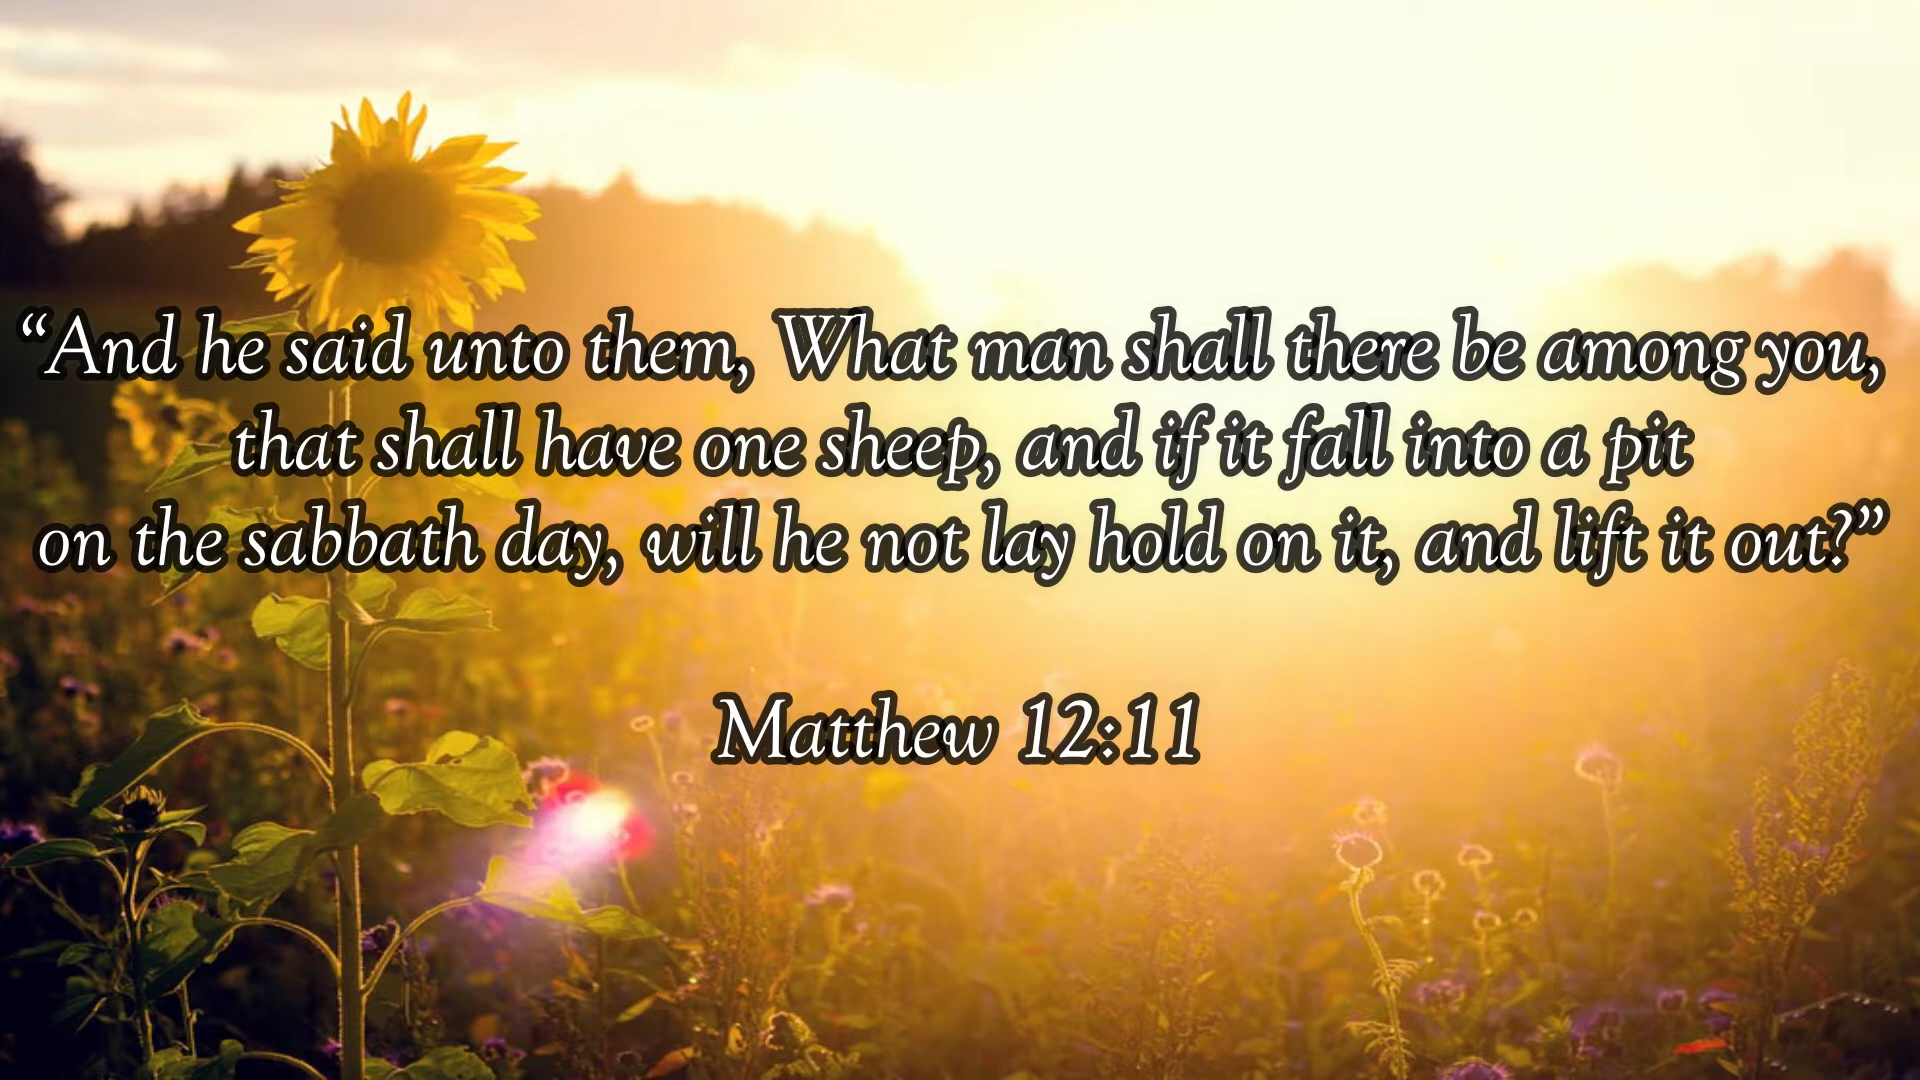 “And he said unto them, What man shall there be among you,
that shall have one sheep, and if it fall into a pit
on the sabbath day, will he not lay hold on it, and lift it out?”
Matthew 12:11